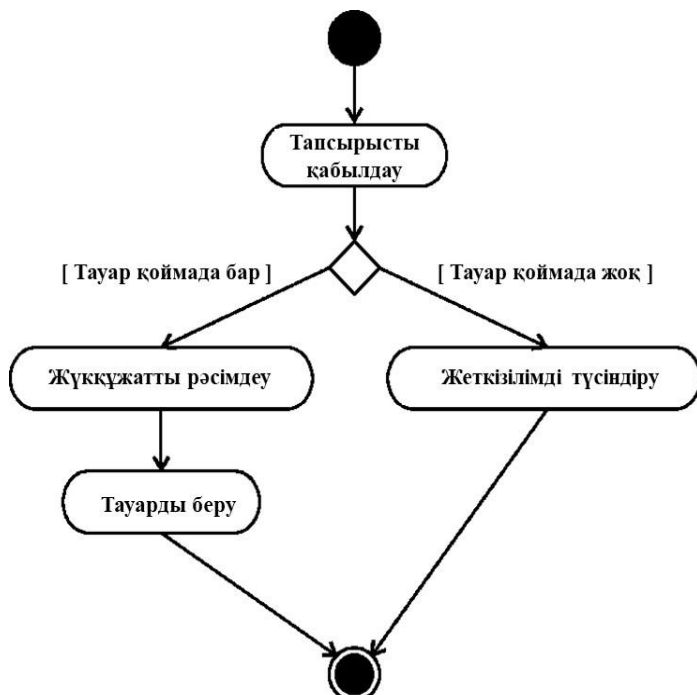 Тапсырысты
қабылдау
[ Тауар қоймада бар ]
[ Тауар қоймада жоқ ]
Жүкқұжатты рәсімдеу
Жеткізілімді түсіндіру
Тауарды беру